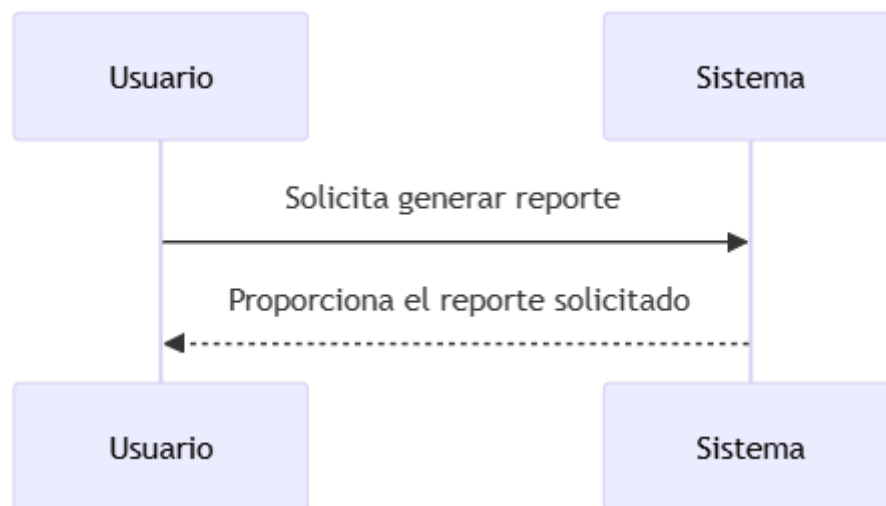 Usuario
Sistema
Solicita generar reporte
Proporciona el reporte solicitado
Usuario
Sistema